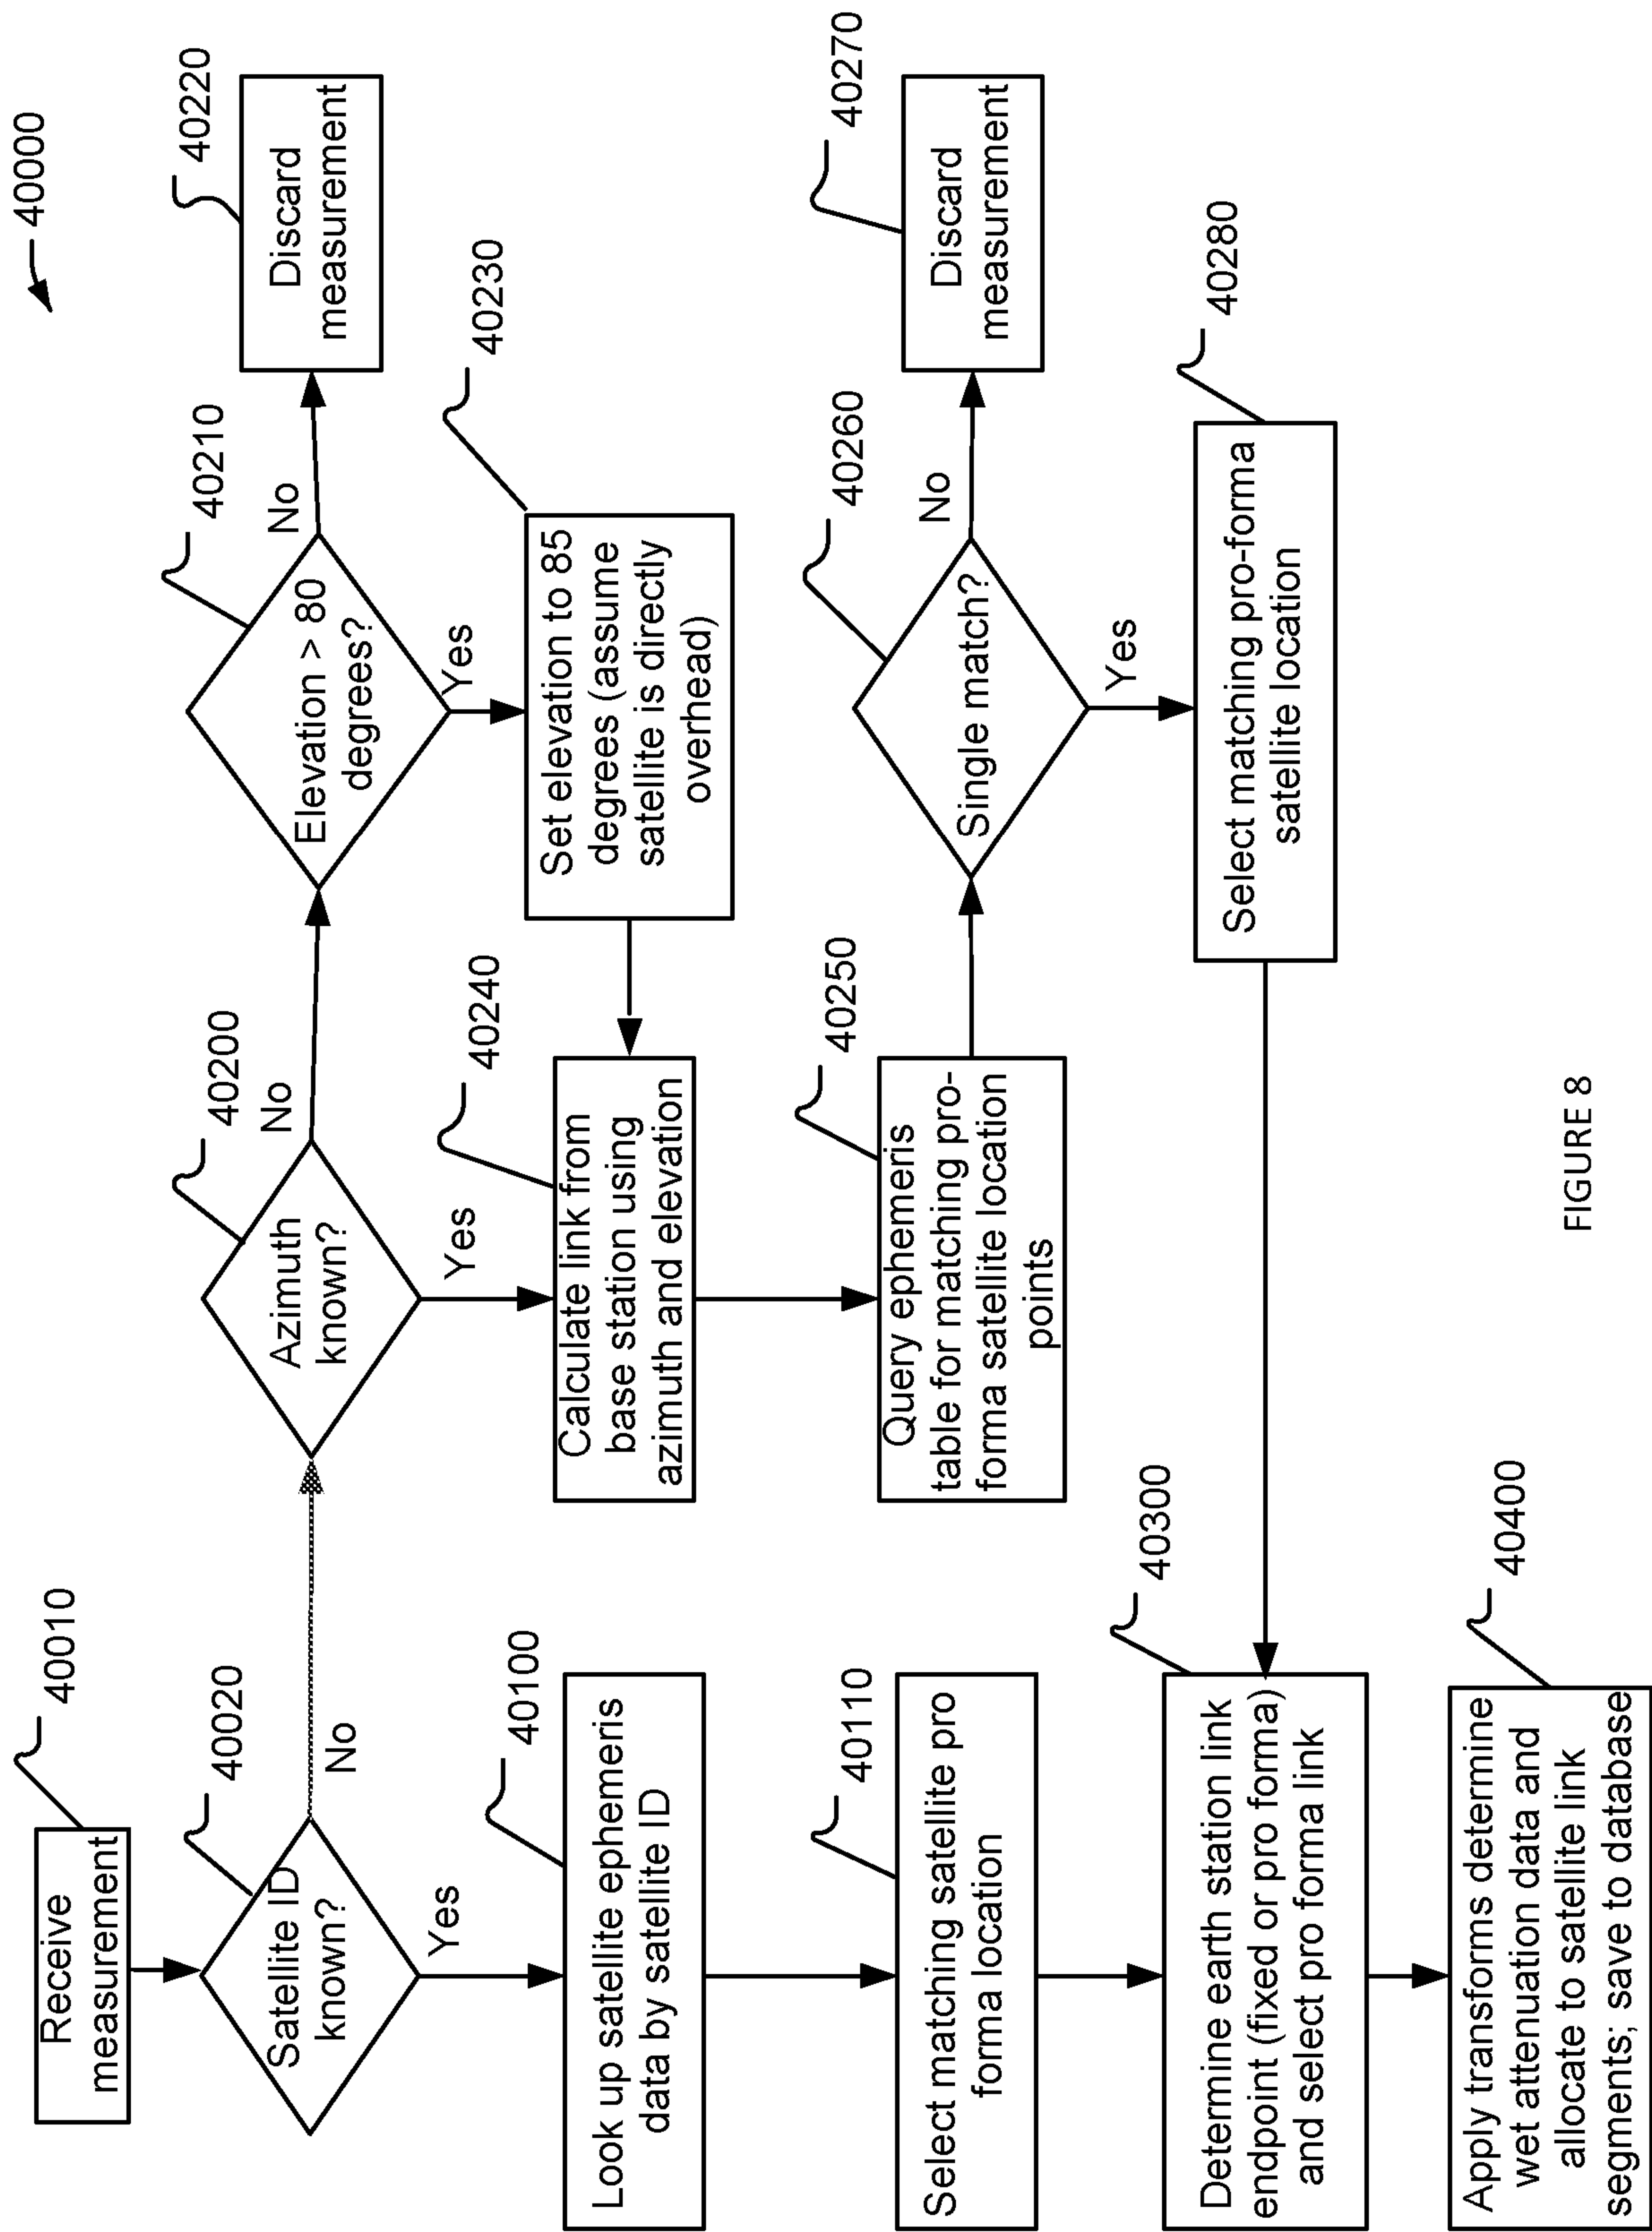 40000
Receive
measurement
40010
Satellite ID
known?
40020
No
Yes
Azimuth
known?
40200
No
Yes
Elevation > 80
degrees?
40210
No
Yes
Discard
measurement
40220
Set elevation to 85
degrees (assume
satellite is directly
overhead)
40230
Look up satellite ephemeris
data by satellite ID
40100
Calculate link from
base station using
azimuth and elevation
40240
Select matching satellite pro
forma location
40110
Query ephemeris
table for matching pro-
forma satellite location
points
40250
Single match?
40260
No
Yes
Discard
measurement
40270
Select matching pro-forma
satellite location
40280
Determine earth station link
endpoint (fixed or pro forma)
and select pro forma link
40300
Apply transforms determine
wet attenuation data and
allocate to satellite link
segments; save to database
40400
FIGURE 8